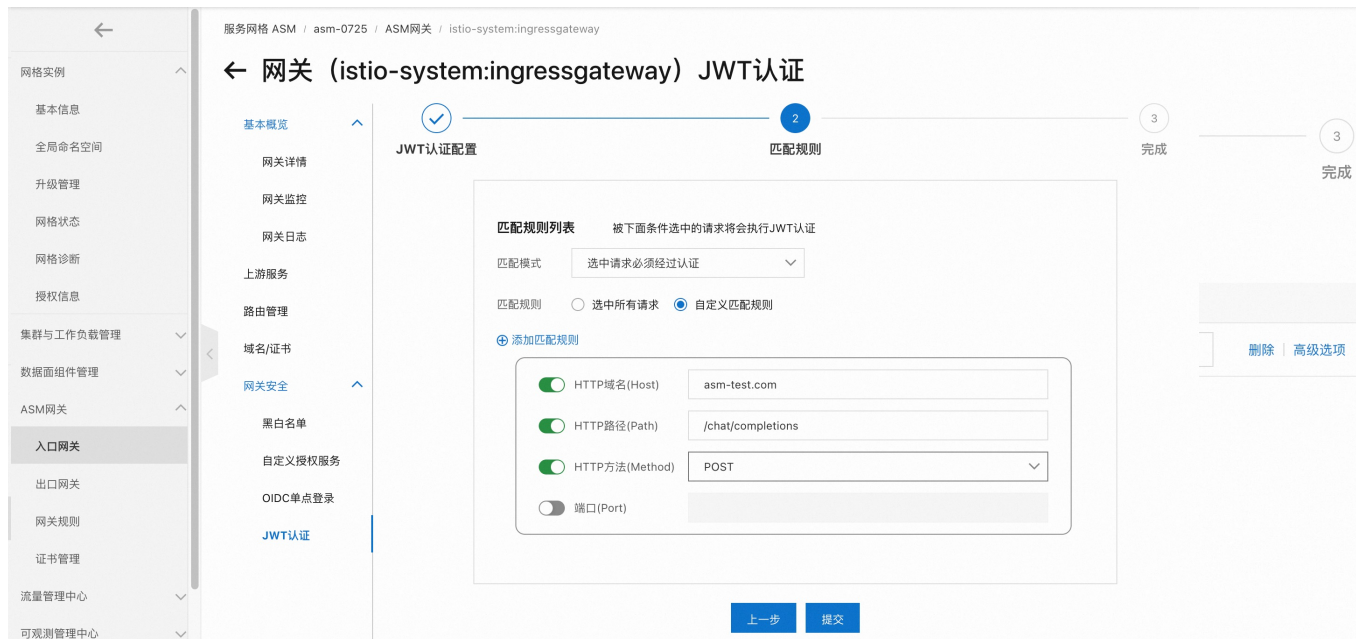 服务网格 ASM / asm-0725 / ASM网关 / istio-system:ingressgateway
网关（istio-system:ingressgateway）JWT认证
网格实例
基本信息
全局命名空间
升级管理
网格状态
网格诊断
授权信息
集群与工作负载管理
数据面组件管理
ASM网关
入口网关
出口网关
网关规则
证书管理
流量管理中心
可观测管理中心
基本概览
网关详情
网关监控
网关日志
上游服务
路由管理
域名/证书
网关安全
黑白名单
自定义授权服务
OIDC单点登录
JWT认证
JWT认证配置
2
匹配规则
3
完成
匹配规则列表 被下面条件选中的请求将会执行JWT认证
匹配模式 选中请求必须经过认证
匹配规则 选中所有请求 自定义匹配规则
添加匹配规则
HTTP域名(Host) asm-test.com
HTTP路径(Path) /chat/completions
HTTP方法(Method) POST
端口(Port)
上一步 提交
3
完成
删除 高级选项